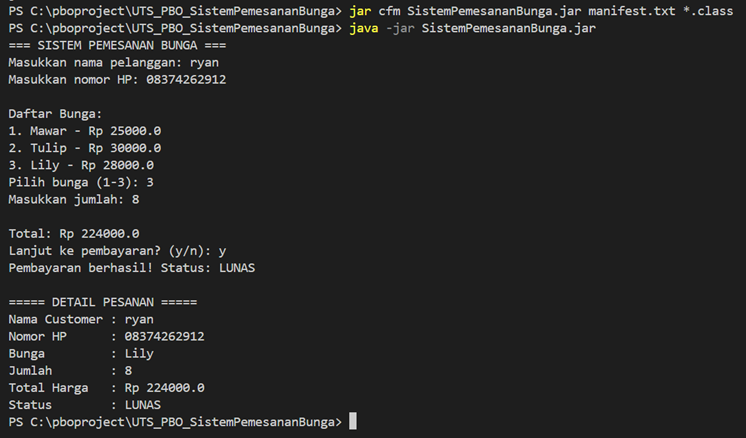 PS C:\pboproject\UTS_PBO_SistemPemesananBunga> jar cfm SistemPemesananBunga.jar manifest.txt *.class
PS C:\pboproject\UTS_PBO_SistemPemesananBunga> java -jar SistemPemesananBunga.jar
=== SISTEM PEMESANAN BUNGA ===
Masukkan nama pelanggan: ryan
Masukkan nomor HP: 08374262912

Daftar Bunga:
1. Mawar - Rp 25000.0
2. Tulip - Rp 30000.0
3. Lily - Rp 28000.0
Pilih bunga (1-3): 3
Masukkan jumlah: 8

Total: Rp 224000.0
Lanjut ke pembayaran? (y/n): y
Pembayaran berhasil! Status: LUNAS

===== DETAIL PESANAN =====
Nama Customer : ryan
Nomor HP      : 08374262912
Bunga         : Lily
Jumlah        : 8
Total Harga   : Rp 224000.0
Status        : LUNAS
PS C:\pboproject\UTS_PBO_SistemPemesananBunga>